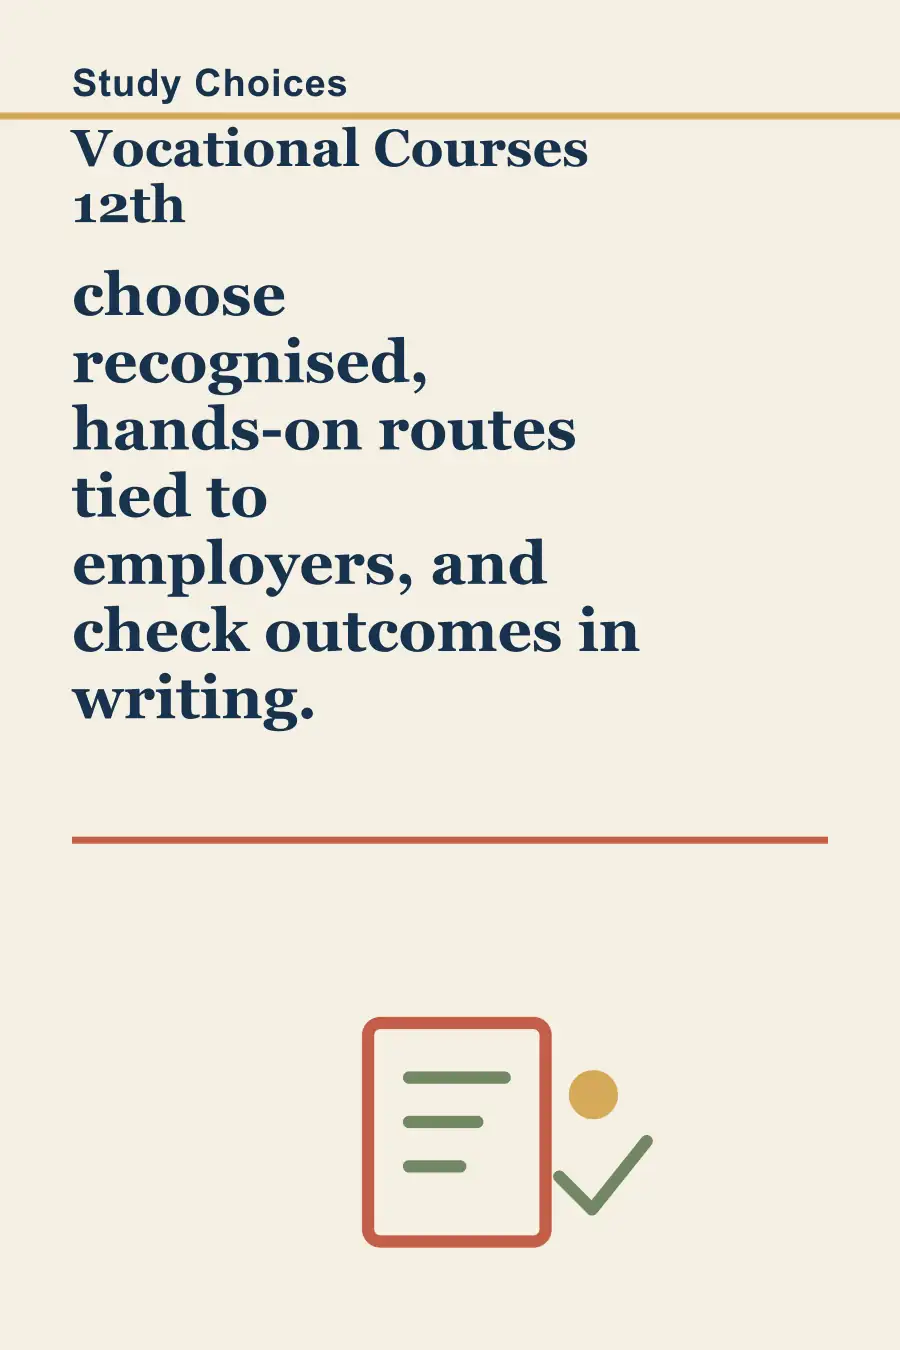 Study Choices
Vocational Courses
12th
choose
recognised,
hands-on routes
tied to
employers, and
check outcomes in
writing.